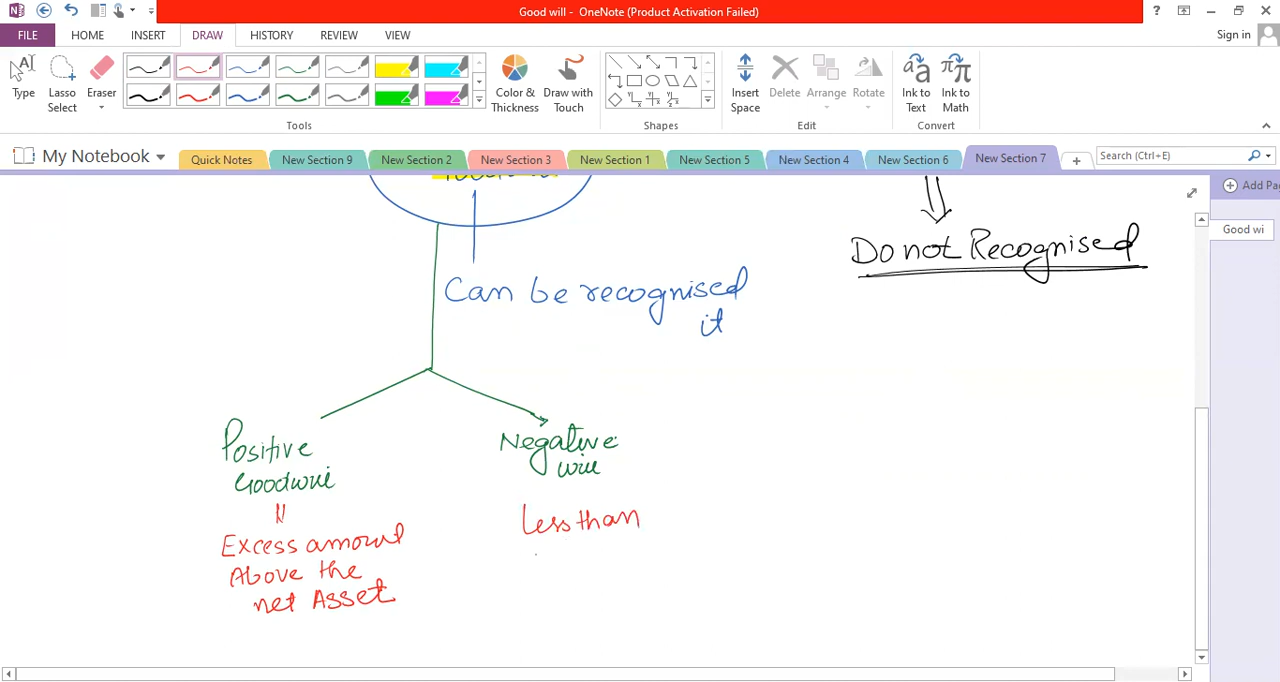 Good will - OneNote (Product Activation Failed)
?
FILE HOME INSERT DRAW HISTORY REVIEW VIEW
Sign in
Type
Lasso Select
Eraser
Color & Thickness
Draw with Touch
Insert Space
Delete
Arrange
Rotate
Ink to Text
Ink to Math
Tools
Shapes
Edit
Convert
My Notebook
Quick Notes
New Section 9
New Section 2
New Section 3
New Section 1
New Section 5
New Section 4
New Section 6
New Section 7
Search (Ctrl+E)
Add Pag
Good wi
Do not Recognised
Can be recognised
it
Positive
Goodwill
Negative
will
Excess amount
Above the
net Asset
less than